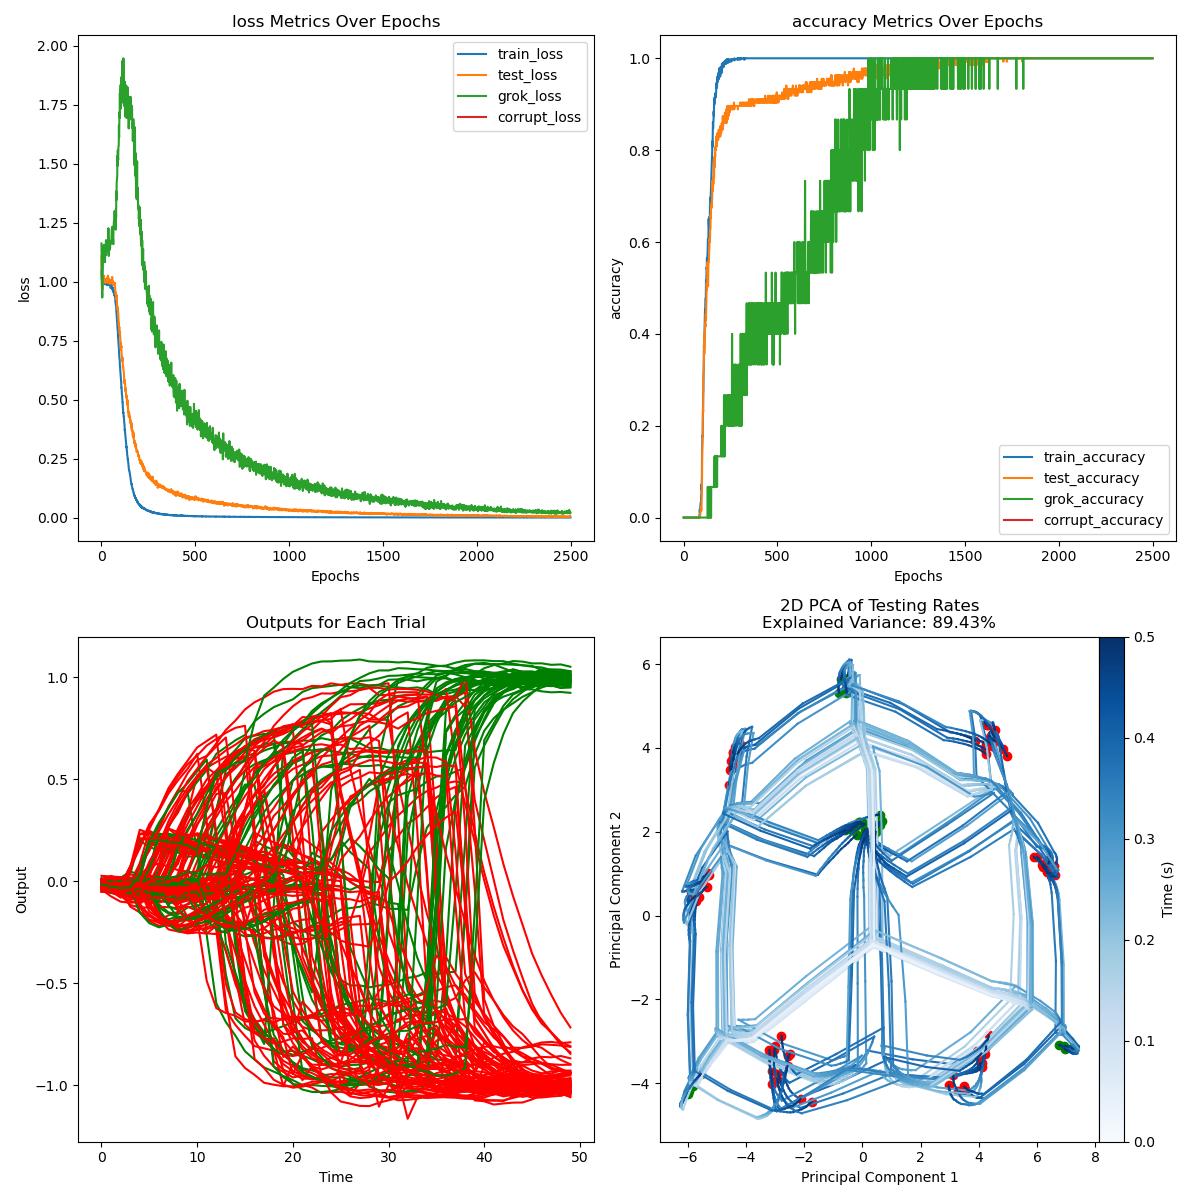 loss Metrics Over Epochs
2.00
1.75
1.50
1.25
1.00
0.75
0.50
0.25
0.00
loss
0
500
1000
1500
2000
2500
Epochs
train_loss
test_loss
grok_loss
corrupt_loss
accuracy Metrics Over Epochs
1.0
0.8
0.6
0.4
0.2
0.0
accuracy
0
500
1000
1500
2000
2500
Epochs
train_accuracy
test_accuracy
grok_accuracy
corrupt_accuracy
Outputs for Each Trial
1.0
0.5
0.0
−0.5
−1.0
Output
0
10
20
30
40
50
Time
2D PCA of Testing Rates
Explained Variance: 89.43%
6
4
2
0
−2
−4
Principal Component 2
−6
−4
−2
0
2
4
6
8
Principal Component 1
0.5
0.4
0.3
0.2
0.1
0.0
Time (s)